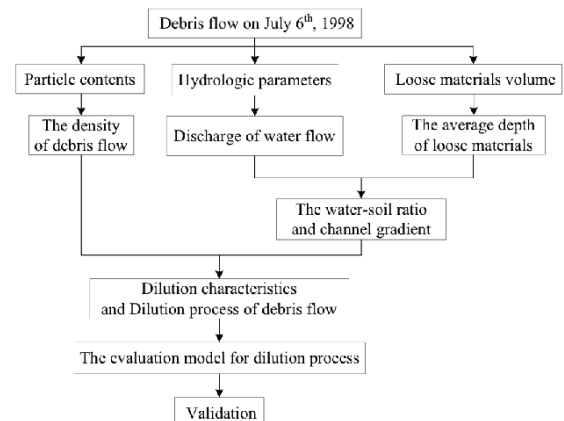 Debris flow on July 6th, 1998
Particle contents
Hydrologic parameters
Loose materials volume
The density
of debris flow
Discharge of water flow
The average depth
of loose materials
The water-soil ratio
and channel gradient
Dilution characteristics
and Dilution process of debris flow
The evaluation model for dilution process
Validation